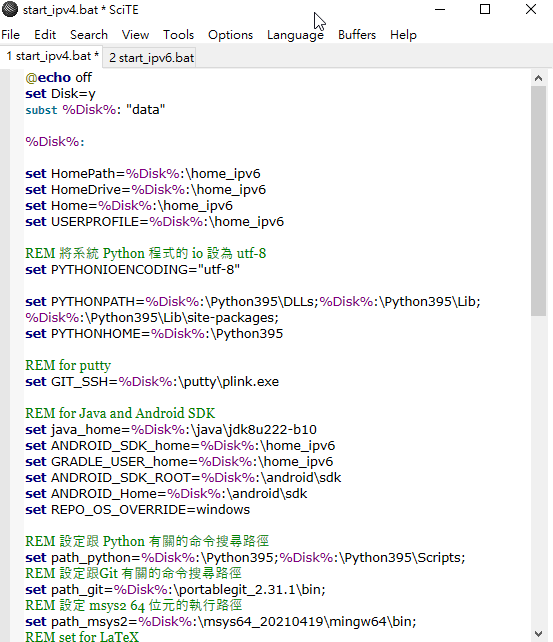 start_ipv4.bat * SciTE
File Edit Search View Tools Options Language Buffers Help
1 start_ipv4.bat * 2 start_ipv6.bat
@echo off
set Disk=y
subst %Disk%: "data"
%Disk%:
set HomePath=%Disk%:\home_ipv6
set HomeDrive=%Disk%:\home_ipv6
set Home=%Disk%:\home_ipv6
set USERPROFILE=%Disk%:\home_ipv6
REM 將系統 Python 程式的 io 設為 utf-8
set PYTHONIOENCODING="utf-8"
set PYTHONPATH=%Disk%:\Python395\DLLs;%Disk%:\Python395\Lib;
%Disk%:\Python395\Lib\site-packages;
set PYTHONHOME=%Disk%:\Python395
REM for putty
set GIT_SSH=%Disk%:\putty\plink.exe
REM for Java and Android SDK
set java_home=%Disk%:\java\jdk8u222-b10
set ANDROID_SDK_home=%Disk%:\home_ipv6
set GRADLE_USER_home=%Disk%:\home_ipv6
set ANDROID_SDK_ROOT=%Disk%:\android\sdk
set ANDROID_Home=%Disk%:\android\sdk
set REPO_OS_OVERRIDE=windows
REM 設定跟 Python 有關的命令搜尋路徑
set path_python=%Disk%:\Python395;%Disk%:\Python395\Scripts;
REM 設定跟Git 有關的命令搜尋路徑
set path_git=%Disk%:\portablegit_2.31.1\bin;
REM 設定 msys2 64 位元的執行路徑
set path_msys2=%Disk%:\msys64_20210419\mingw64\bin;
REM set for LaTeX